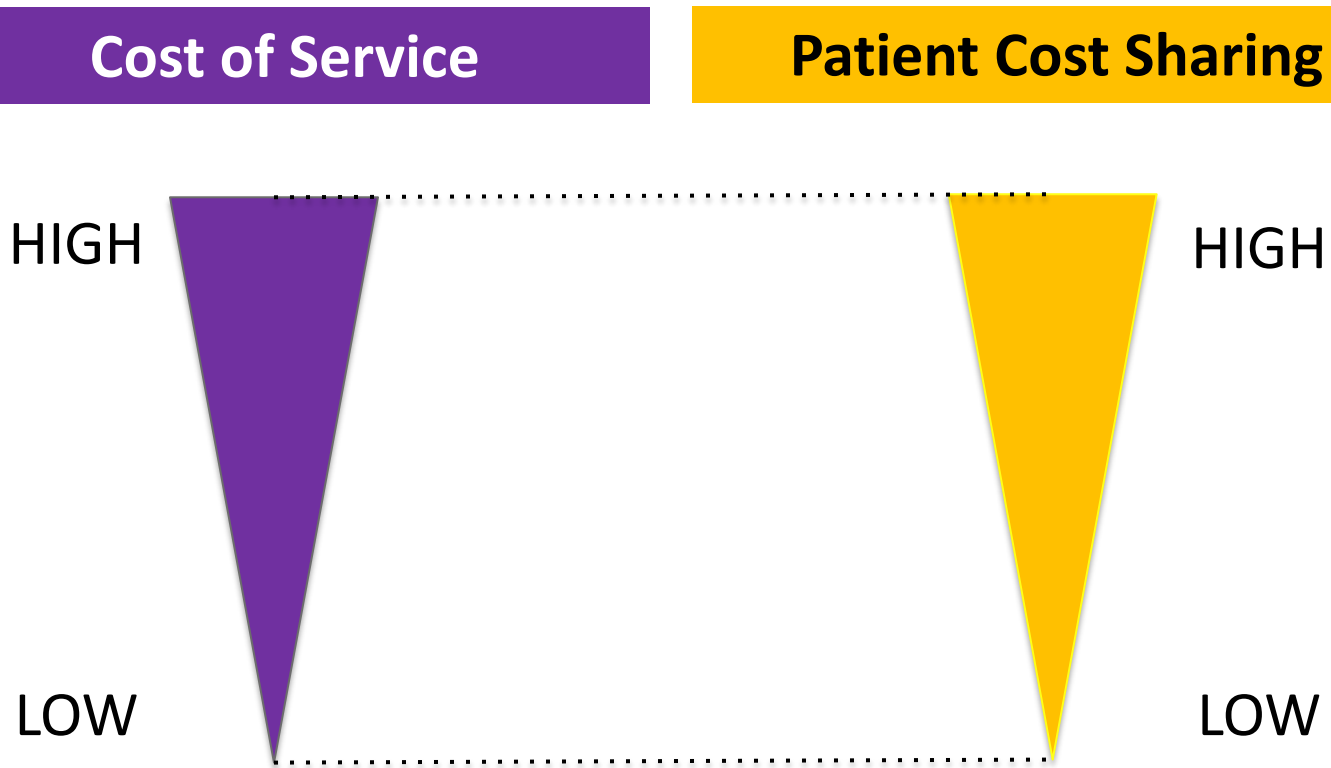 Cost of Service
Patient Cost Sharing
HIGH
HIGH
LOW
LOW